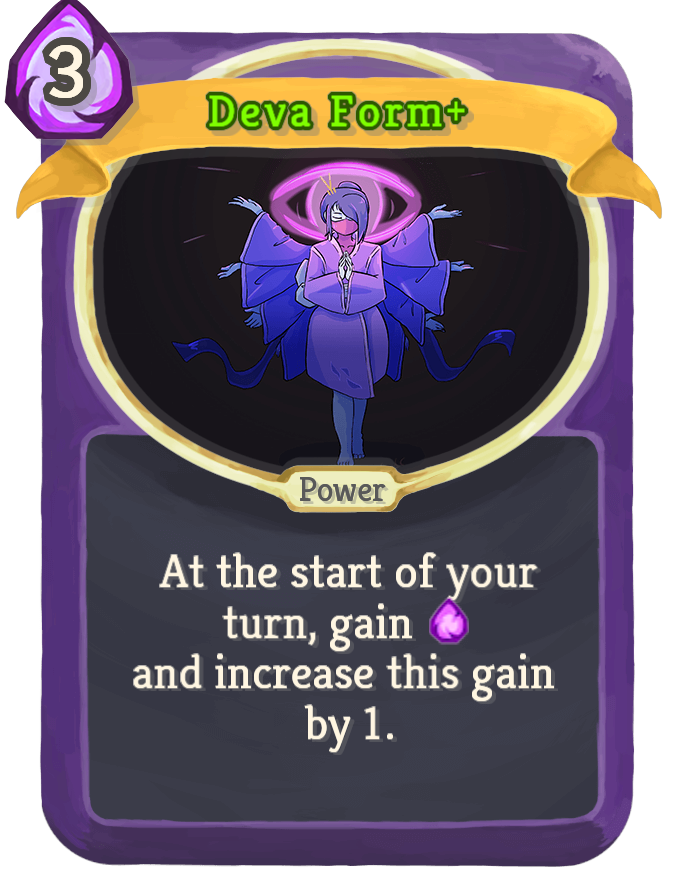 3
Deva Form+
Power
At the start of your
turn, gain
and increase this gain
by 1.